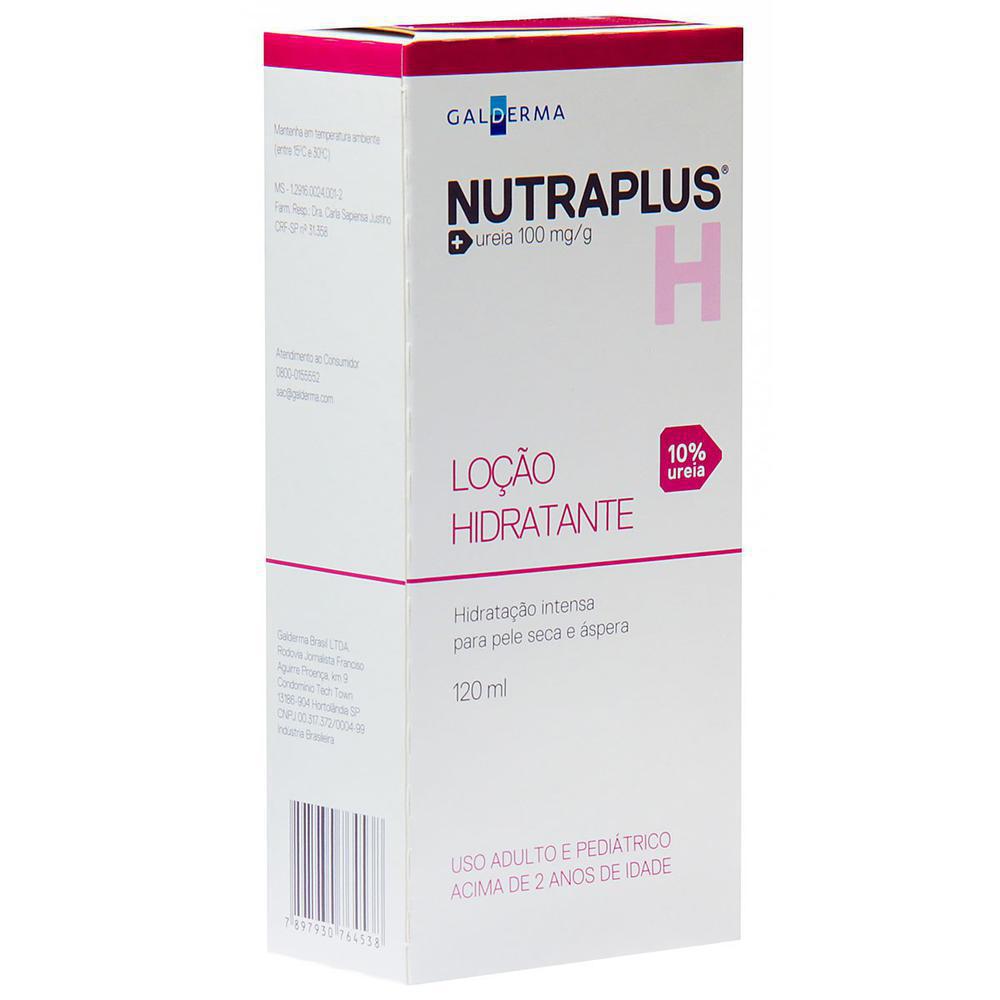 GALDERMA
NUTRAPLUS®
+ ureia 100 mg/g
H
10%
ureia
LOÇÃO
HIDRATANTE
Hidratação intensa
para pele seca e áspera
120 ml
USO ADULTO E PEDIÁTRICO
ACIMA DE 2 ANOS DE IDADE
Mantenha em temperatura ambiente
(entre 15ºC e 30ºC)
MS - 1.2916.0024.001-2
Farm. Resp.: Dra. Carla Sapiensa Justino
CRF-SP nº 31.358
Atendimento ao Consumidor
0800-0155552
sac@galderma.com
Galderma Brasil LTDA.
Rodovia Jornalista Franciso
Aguirre Proença, km 9
Condomínio Tech Town
13186-904 Hortolândia SP
CNPJ 00.317.372/0004-99
Indústria Brasileira
7 897930 764538